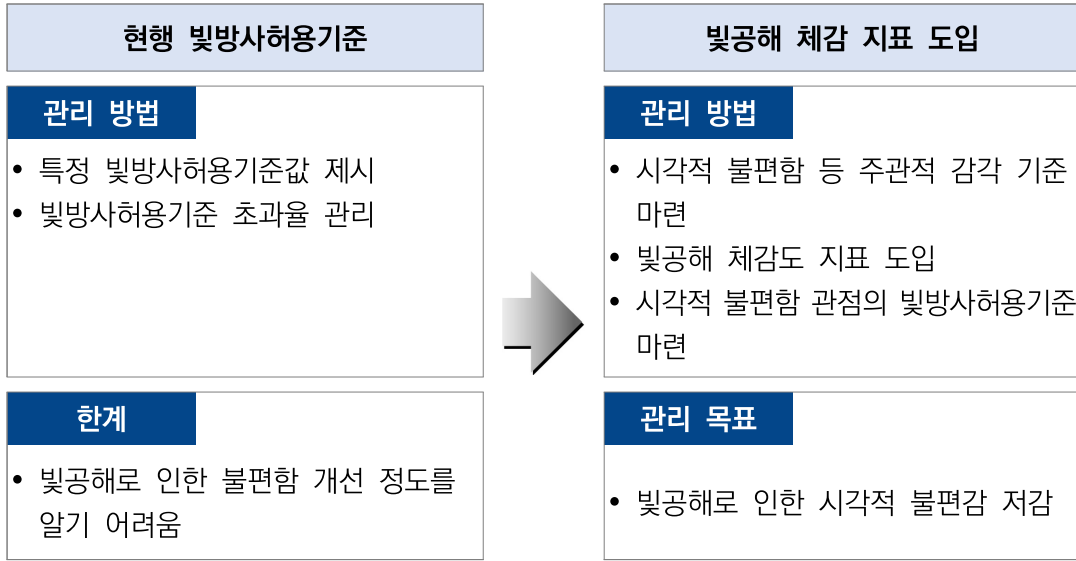 현행 빛방사허용기준
관리 방법
• 특정 빛방사허용기준값 제시
• 빛방사허용기준 초과율 관리
한계
• 빛공해로 인한 불편함 개선 정도를
알기 어려움
빛공해 체감 지표 도입
관리 방법
• 시각적 불편함 등 주관적 감각 기준
마련
• 빛공해 체감도 지표 도입
• 시각적 불편함 관점의 빛방사허용기준
마련
관리 목표
• 빛공해로 인한 시각적 불편감 저감